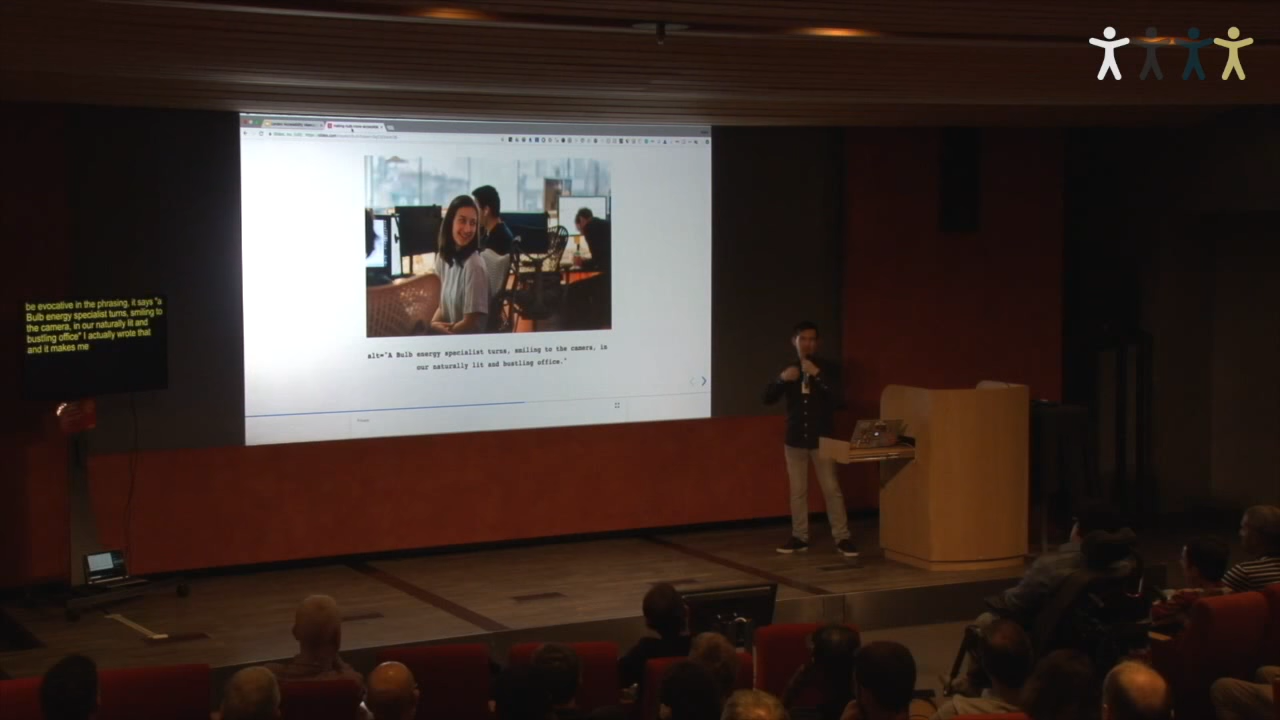 be evocative in the phrasing, it says "a
Bulb energy specialist turns, smiling to
the camera, in our naturally lit and
bustling office" I actually wrote that
and it makes me
alt="A Bulb energy specialist turns, smiling to the camera, in
our naturally lit and bustling office."